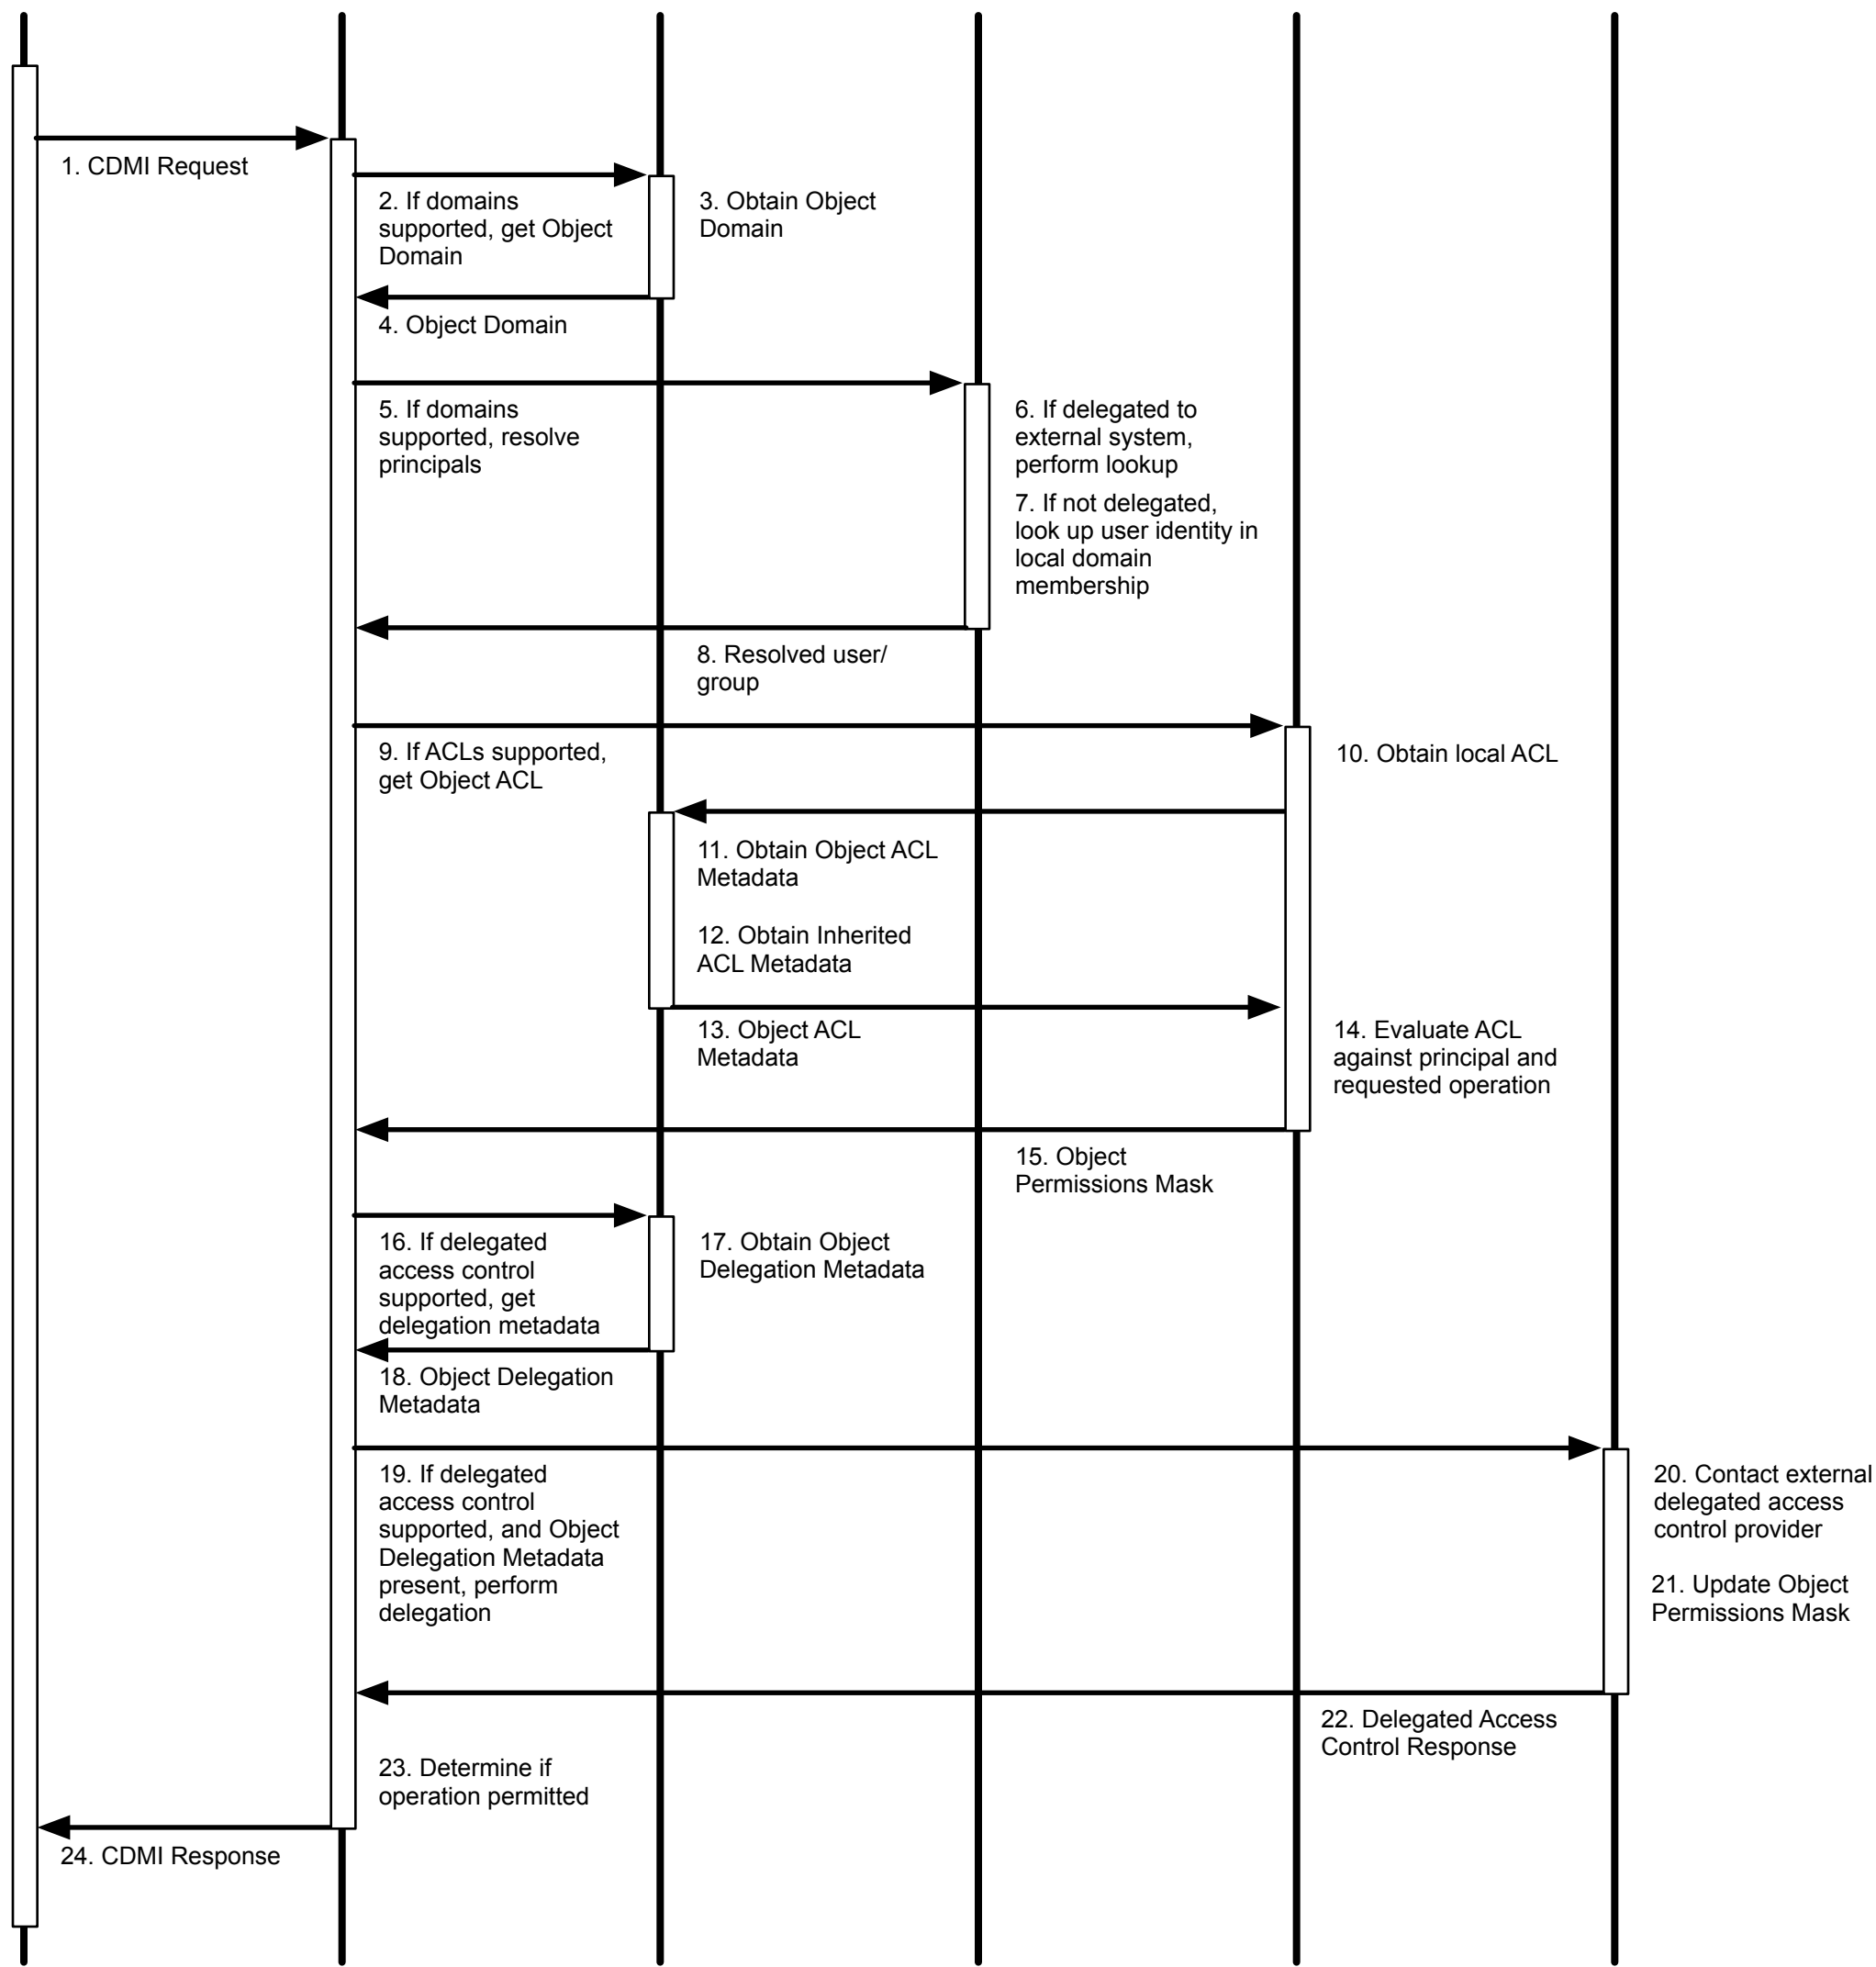 1. CDMI Request
2. If domains
supported, get Object
Domain
3. Obtain Object
Domain
4. Object Domain
5. If domains
supported, resolve
principals
6. If delegated to
external system,
perform lookup
7. If not delegated,
look up user identity in
local domain
membership
8. Resolved user/
group
9. If ACLs supported,
get Object ACL
10. Obtain local ACL
11. Obtain Object ACL
Metadata
12. Obtain Inherited
ACL Metadata
13. Object ACL
Metadata
14. Evaluate ACL
against principal and
requested operation
15. Object
Permissions Mask
16. If delegated
access control
supported, get
delegation metadata
17. Obtain Object
Delegation Metadata
18. Object Delegation
Metadata
19. If delegated
access control
supported, and Object
Delegation Metadata
present, perform
delegation
20. Contact external
delegated access
control provider
21. Update Object
Permissions Mask
22. Delegated Access
Control Response
23. Determine if
operation permitted
24. CDMI Response